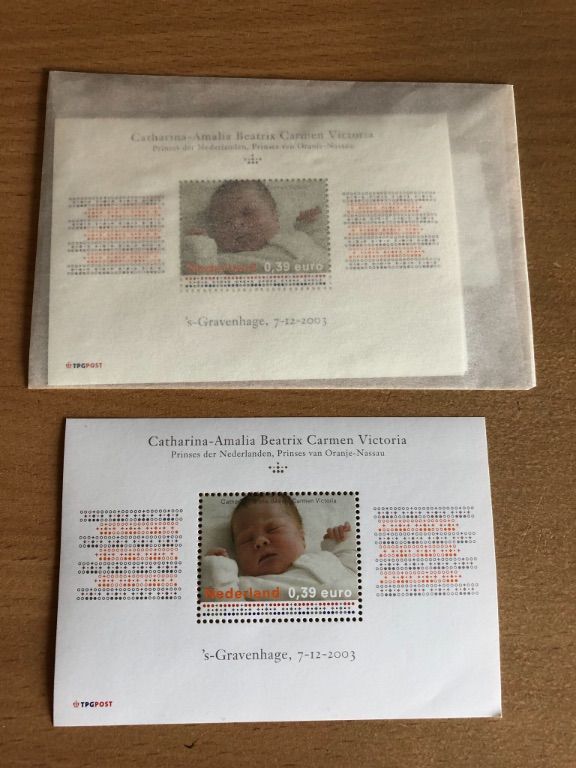 Catharina-Amalia Beatrix Carmen Victoria
Prinses der Nederlanden, Prinses van Oranje-Nassau
Nederland 0,39 euro
's-Gravenhage, 7-12-2003
TPGPOST
Catharina-Amalia Beatrix Carmen Victoria
Prinses der Nederlanden, Prinses van Oranje-Nassau
Carmen Victoria
Nederland 0,39 euro
's-Gravenhage, 7-12-2003
TPGPOST